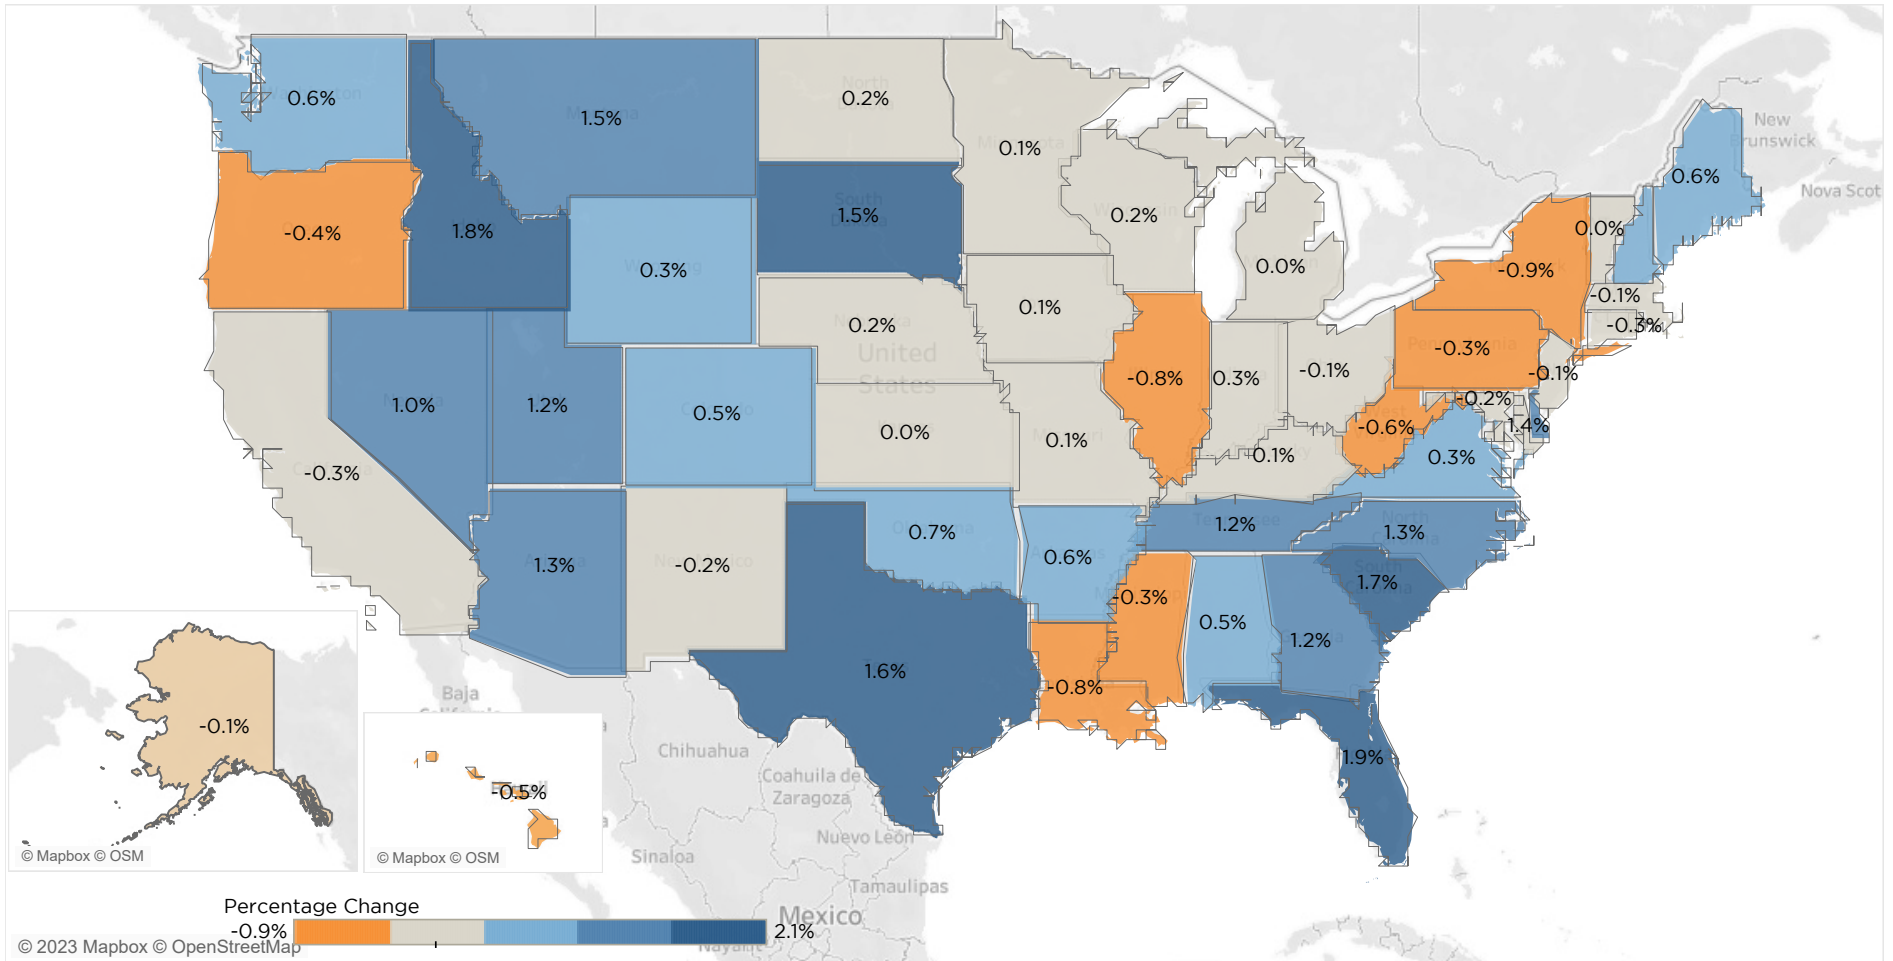 0.6%
1.5%
0.2%
0.1%
New
Brunswick
0.6%
Nova Scot
-0.4%
1.8%
South
Dakota
1.5%
0.2%
0.0%
0.3%
0.0%
-0.9%
0.1%
-0.1%
-0.3%
0.2%
United
States
-0.8%
0.3%
-0.1%
-0.3%
-0.1%
1.0%
1.2%
0.5%
0.0%
0.1%
-0.2%
-0.6%
1.4%
-0.3%
0.1%
0.3%
1.3%
-0.2%
0.7%
0.6%
1.2%
North
1.3%
South
1.7%
-0.3%
0.5%
1.2%
1.6%
-0.8%
1.9%
Baja
Chihuahua
Coahuila de
Zaragoza
Nuevo León
Sinaloa
Tamaulipas
Mexico
Nayarit
-0.1%
© Mapbox © OSM
-0.5%
© Mapbox © OSM
Percentage Change
-0.9%
2.1%
© 2023 Mapbox © OpenStreetMap